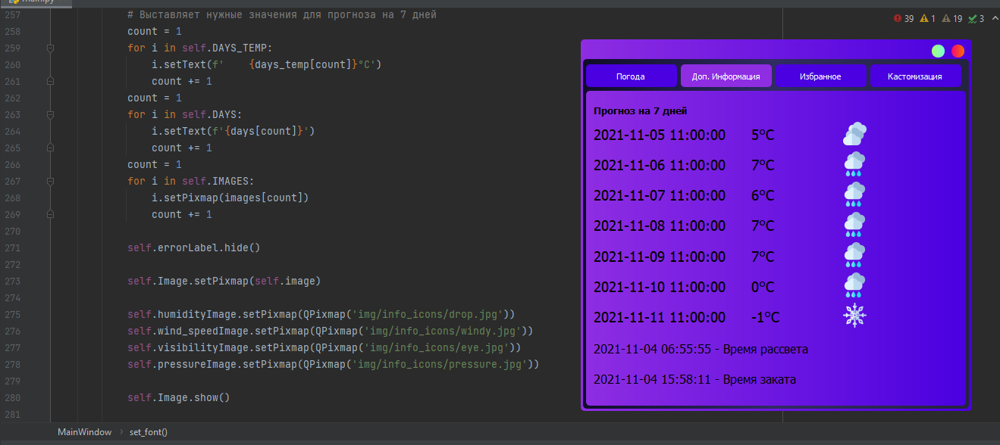 main.py
257 # Выставляет нужные значения для прогноза на 7 дней
258 count = 1
259 for i in self.DAYS_TEMP:
260 i.setText(f'    {days_temp[count]}°C')
261 count += 1
262 count = 1
263 for i in self.DAYS:
264 i.setText(f'{days[count]}')
265 count += 1
266 count = 1
267 for i in self.IMAGES:
268 i.setPixmap(images[count])
269 count += 1
270
271 self.errorLabel.hide()
272
273 self.Image.setPixmap(self.image)
274
275 self.humidityImage.setPixmap(QPixmap('img/info_icons/drop.jpg'))
276 self.wind_speedImage.setPixmap(QPixmap('img/info_icons/windy.jpg'))
277 self.visibilityImage.setPixmap(QPixmap('img/info_icons/eye.jpg'))
278 self.pressureImage.setPixmap(QPixmap('img/info_icons/pressure.jpg'))
279
280 self.Image.show()
281
MainWindow › set_font()
39 1 19 3
Погода Доп. Информация Избранное Кастомизация
Прогноз на 7 дней
2021-11-05 11:00:00 5°C
2021-11-06 11:00:00 7°C
2021-11-07 11:00:00 6°C
2021-11-08 11:00:00 7°C
2021-11-09 11:00:00 7°C
2021-11-10 11:00:00 0°C
2021-11-11 11:00:00 -1°C
2021-11-04 06:55:55 - Время рассвета
2021-11-04 15:58:11 - Время заката